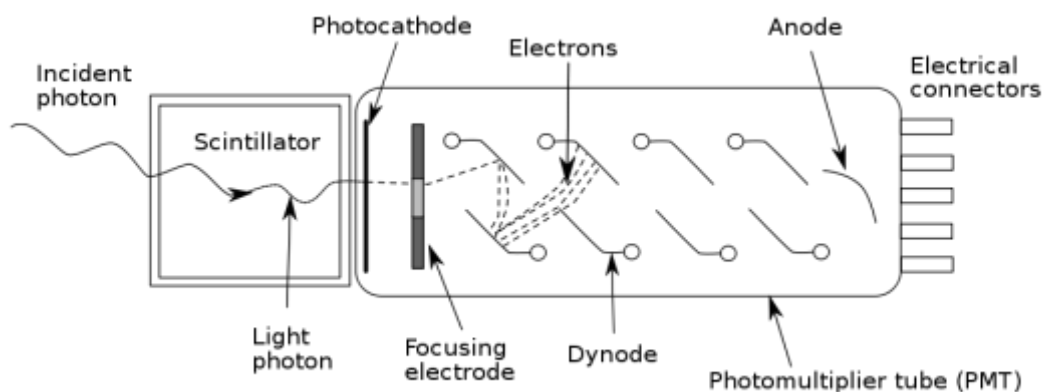 Photocathode
Anode
Electrons
Incident
photon
Electrical
connectors
Scintillator
Light
photon
Focusing
electrode
Dynode
Photomultiplier tube (PMT)